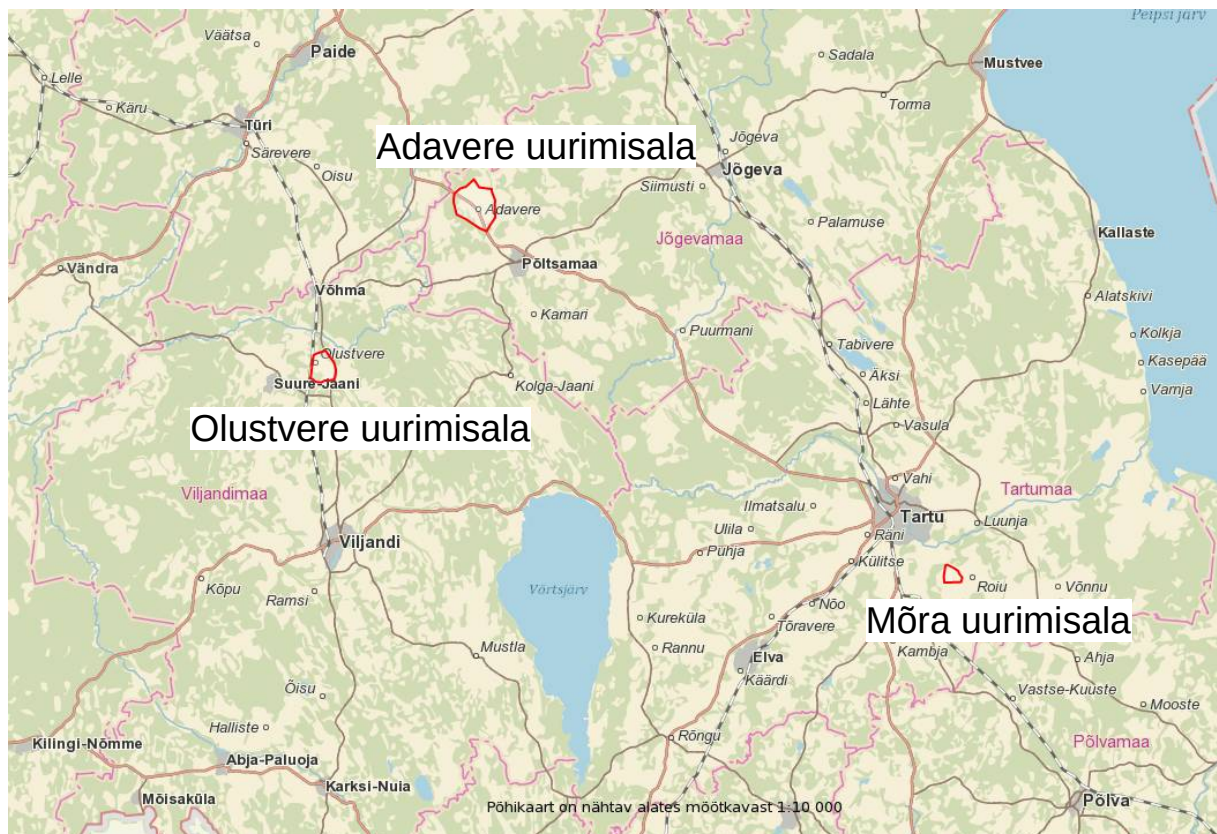 Peipsi järv
Väätsa
Paide
Sadala
Mustvee
Lelle
Käru
Torma
Türi
Särevere
Jõgeva
Adavere uurimisala
Oisu
Jõgeva
Siimusti
Adavere
Palamuse
Kallaste
Jõgevamaa
Põltsamaa
Vändra
Võhma
Alatskivi
Kamari
Puurmani
Kolkja
Tabivere
Olustvere
Kasepää
Äksi
Suure-Jaani
Kolga-Jaani
Varnja
Lähte
Vasula
Olustvere uurimisala
Vahi
Viljandimaa
Tartumaa
Ilmatsalu
Tartu
Luunja
Ulila
Räni
Viljandi
Puhja
Külitse
Kõpu
Roiu
Võnnu
Ramsi
Võrtsjärv
Nõo
Kureküla
Tõravere
Mõra uurimisala
Mustla
Rannu
Elva
Kambja
Ahja
Käärdi
Õisu
Vastse-Kuuste
Mooste
Halliste
Kilingi-Nõmme
Rõngu
Põlvamaa
Abja-Paluoja
Karksi-Nuia
Mõisaküla
Põhikaart on nähtav alates mõõtkavast 1:10 000
Põlva